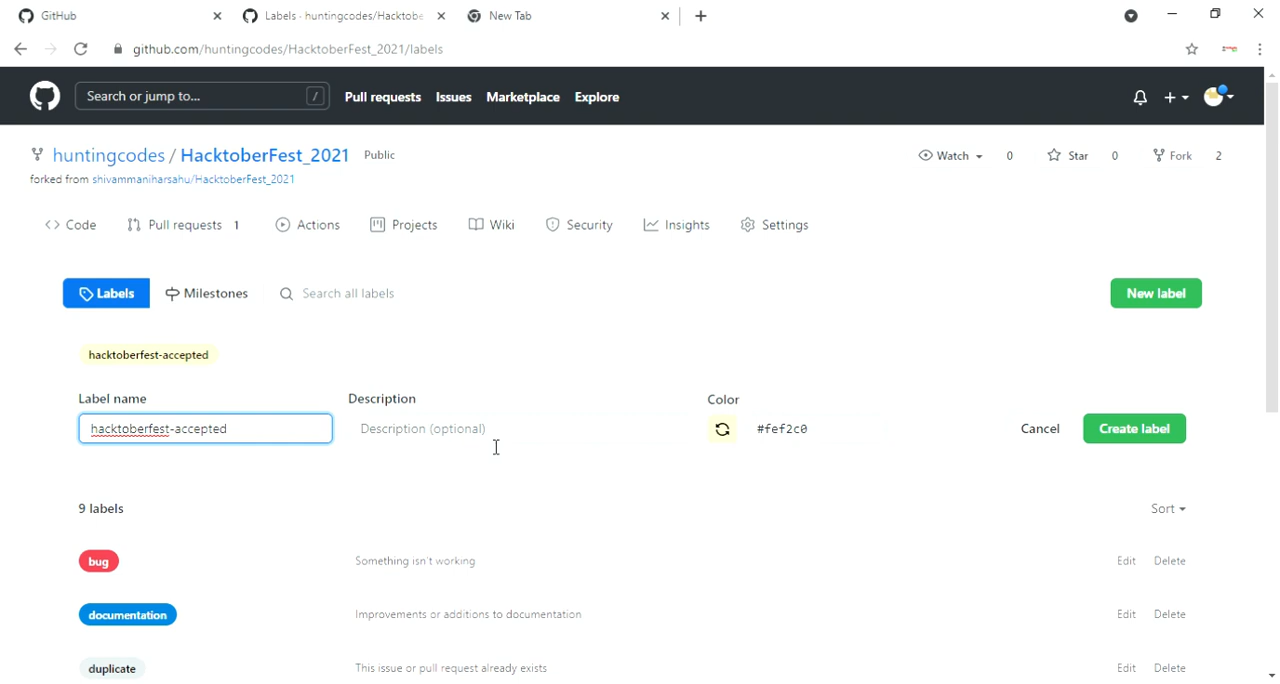 GitHub
Labels · huntingcodes/Hacktobe
New Tab
github.com/huntingcodes/HacktoberFest_2021/labels
Search or jump to... /
Pull requests Issues Marketplace Explore
huntingcodes / HacktoberFest_2021 Public
Watch 0 Star 0 Fork 2
forked from shivammaniharsahu/HacktoberFest_2021
Code Pull requests 1 Actions Projects Wiki Security Insights Settings
Labels Milestones Search all labels New label
hacktoberfest-accepted
Label name Description Color
hacktoberfest-accepted Description (optional) #fef2c0 Cancel Create label
9 labels Sort
bug Something isn't working Edit Delete
documentation Improvements or additions to documentation Edit Delete
duplicate This issue or pull request already exists Edit Delete